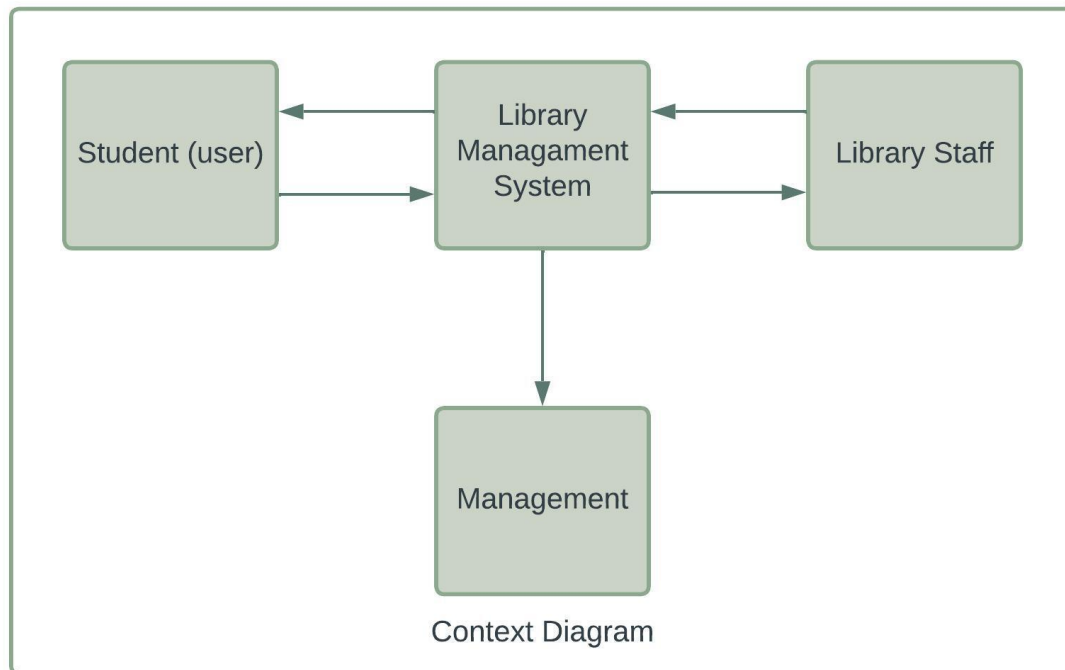 Student (user)
Library
Managament
System
Library Staff
Management
Context Diagram